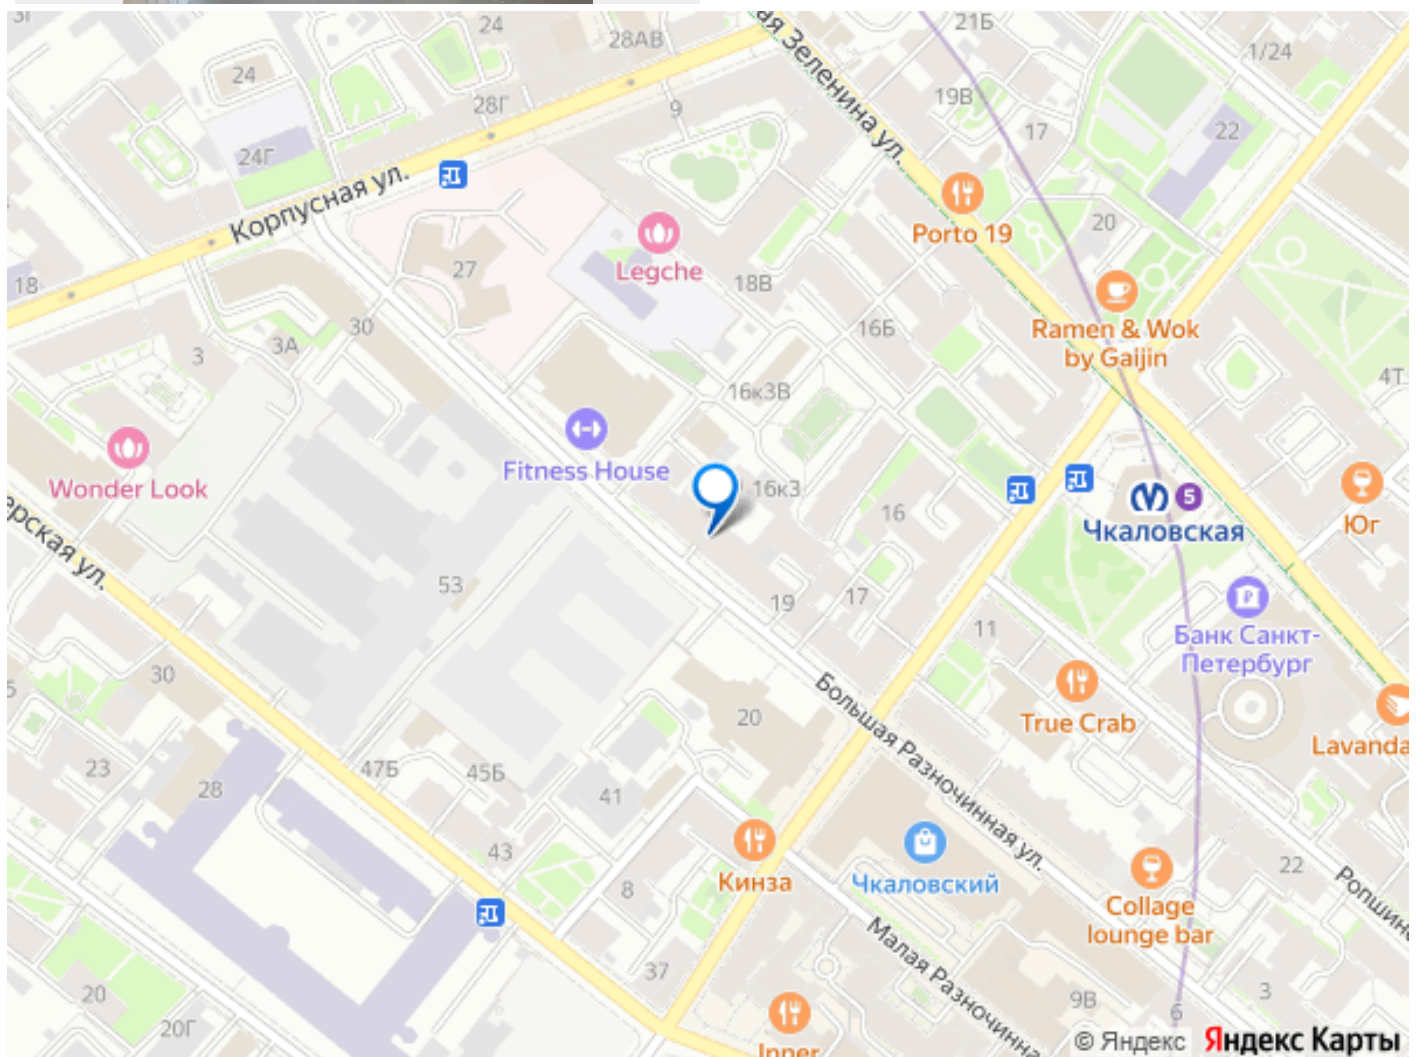 24
28АВ
21Б
1/24
24
28Г
9
19В
17
22
24Г
ая Зеленина ул.
Корпусная ул.
Porto 19
20
27
Legche
18В
18
Ramen & Wok
by Gaijin
16Б
30
3А
3
4Т
16к3В
Fitness House
Wonder Look
16к3
16
5
Чкаловская
Юг
ерская ул.
53
19
17
11
Банк Санкт-
Петербург
30
20
Большая Разночинная ул.
True Crab
Lavanda
23
28
47Б
45Б
41
43
Кинза
Чкаловский
8
22
Ропшинс
Collage
lounge bar
Малая Разночинна
37
20
20Г
9В
6
3
Inner
© Яндекс Яндекс Карты